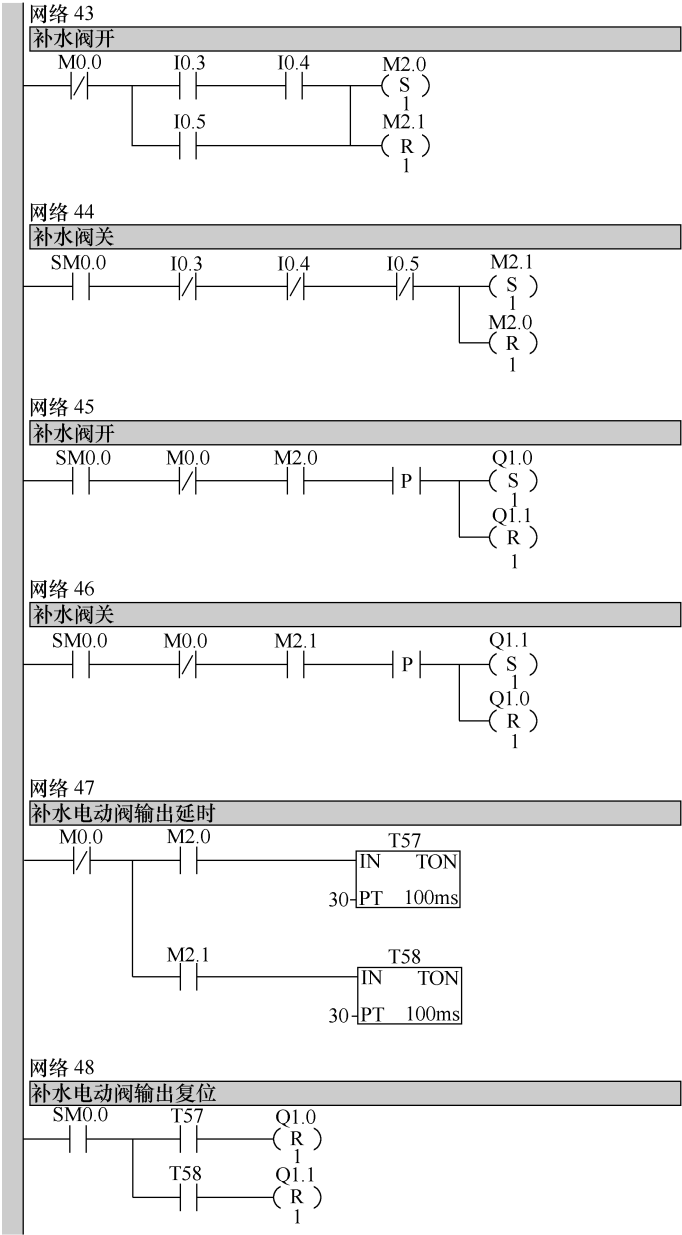 网络 43
补水阀开
M0.0 I0.3 I0.4 M2.0
S
1
I0.5 M2.1
R
1
网络 44
补水阀关
SM0.0 I0.3 I0.4 I0.5 M2.1
S
1
M2.0
R
1
网络 45
补水阀开
SM0.0 M0.0 M2.0 Q1.0
P S
1
Q1.1
R
1
网络 46
补水阀关
SM0.0 M0.0 M2.1 Q1.1
P S
1
Q1.0
R
1
网络 47
补水电动阀输出延时
M0.0 M2.0 T57
IN TON
30 PT 100ms
M2.1 T58
IN TON
30 PT 100ms
网络 48
补水电动阀输出复位
SM0.0 T57 Q1.0
R
1
T58 Q1.1
R
1